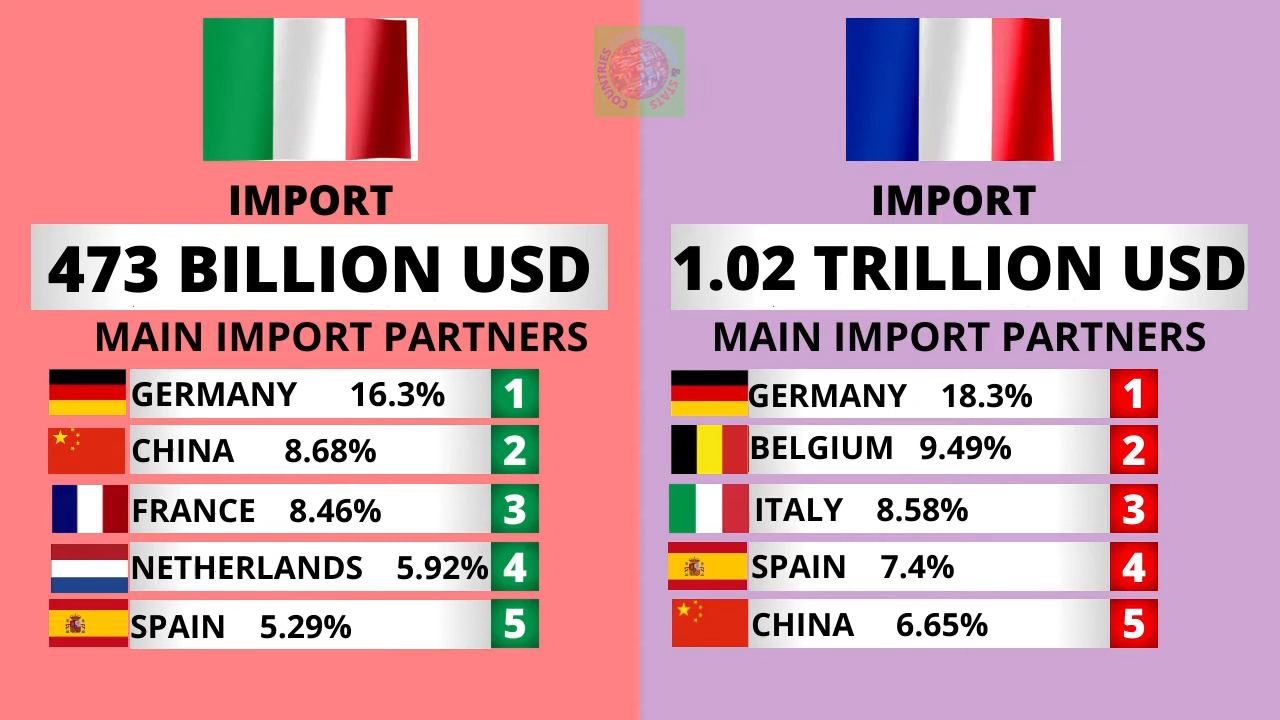 COUNTRIES & STATS
IMPORT
473 BILLION USD
MAIN IMPORT PARTNERS
GERMANY 16.3% 1
CHINA 8.68% 2
FRANCE 8.46% 3
NETHERLANDS 5.92% 4
SPAIN 5.29% 5
IMPORT
1.02 TRILLION USD
MAIN IMPORT PARTNERS
GERMANY 18.3% 1
BELGIUM 9.49% 2
ITALY 8.58% 3
SPAIN 7.4% 4
CHINA 6.65% 5